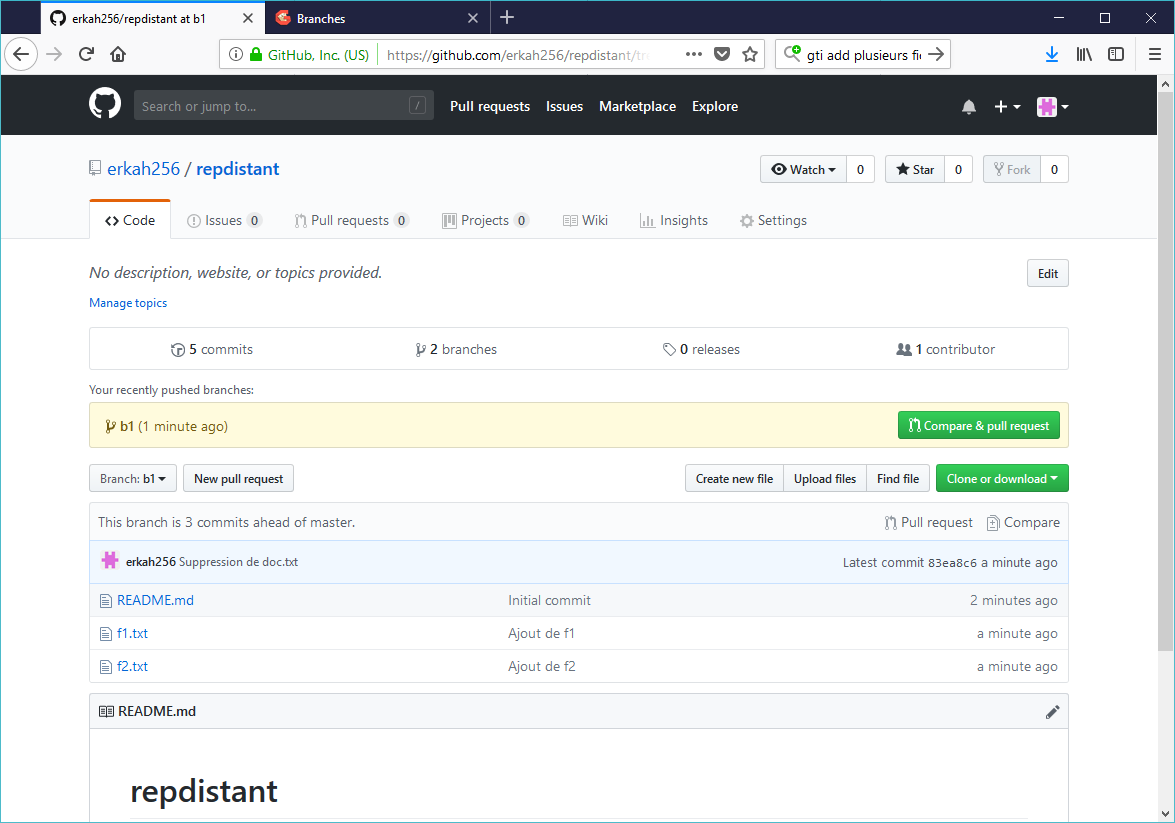 erkah256/repdistant at b1
Branches
GitHub, Inc. (US) https://github.com/erkah256/repdistant/tr
gti add plusieurs fi
Search or jump to... / Pull requests Issues Marketplace Explore
erkah256 / repdistant Watch 0 Star 0 Fork 0
Code Issues 0 Pull requests 0 Projects 0 Wiki Insights Settings
No description, website, or topics provided. Edit
Manage topics
5 commits 2 branches 0 releases 1 contributor
Your recently pushed branches:
b1 (1 minute ago) Compare & pull request
Branch: b1 New pull request Create new file Upload files Find file Clone or download
This branch is 3 commits ahead of master. Pull request Compare
erkah256 Suppression de doc.txt Latest commit 83ea8c6 a minute ago
README.md Initial commit 2 minutes ago
f1.txt Ajout de f1 a minute ago
f2.txt Ajout de f2 a minute ago
README.md
repdistant